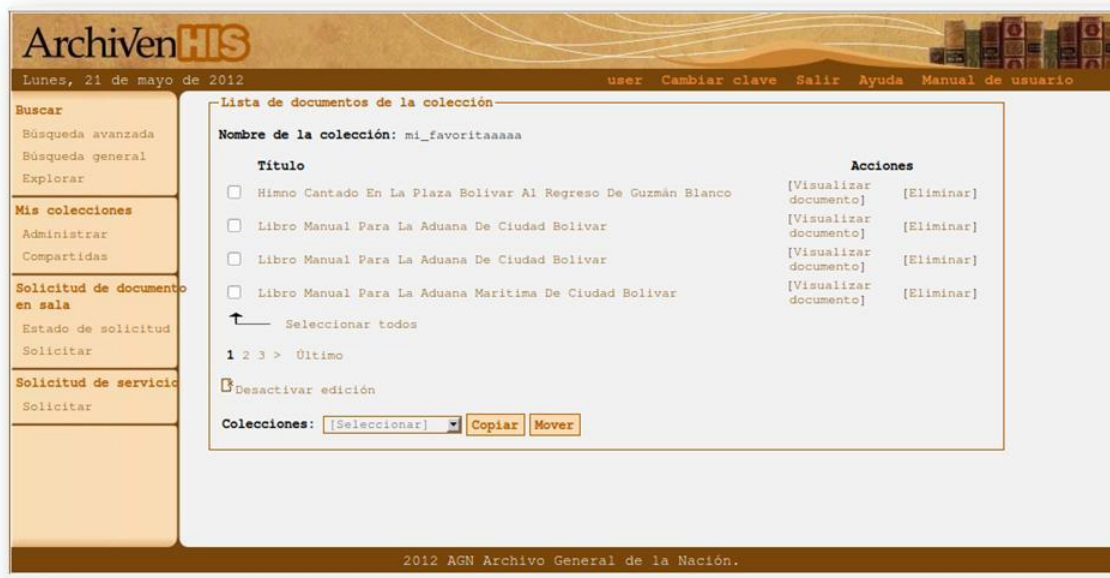 ArchivenHIS
Lunes, 21 de mayo de 2012
user Cambiar clave Salir Ayuda Manual de usuario
Buscar
Búsqueda avanzada
Búsqueda general
Explorar
Mis colecciones
Administrar
Compartidas
Solicitud de documento
en sala
Estado de solicitud
Solicitar
Solicitud de servicio
Solicitar
Lista de documentos de la colección
Nombre de la colección: mi_favoritaaaaa
Título Acciones
Himno Cantado En La Plaza Bolivar Al Regreso De Guzmán Blanco [Visualizar documento] [Eliminar]
Libro Manual Para La Aduana De Ciudad Bolivar [Visualizar documento] [Eliminar]
Libro Manual Para La Aduana De Ciudad Bolivar [Visualizar documento] [Eliminar]
Libro Manual Para La Aduana Maritima De Ciudad Bolivar [Visualizar documento] [Eliminar]
Seleccionar todos
1 2 3 > Último
Desactivar edición
Colecciones: [Seleccionar] Copiar Mover
2012 AGN Archivo General de la Nación.